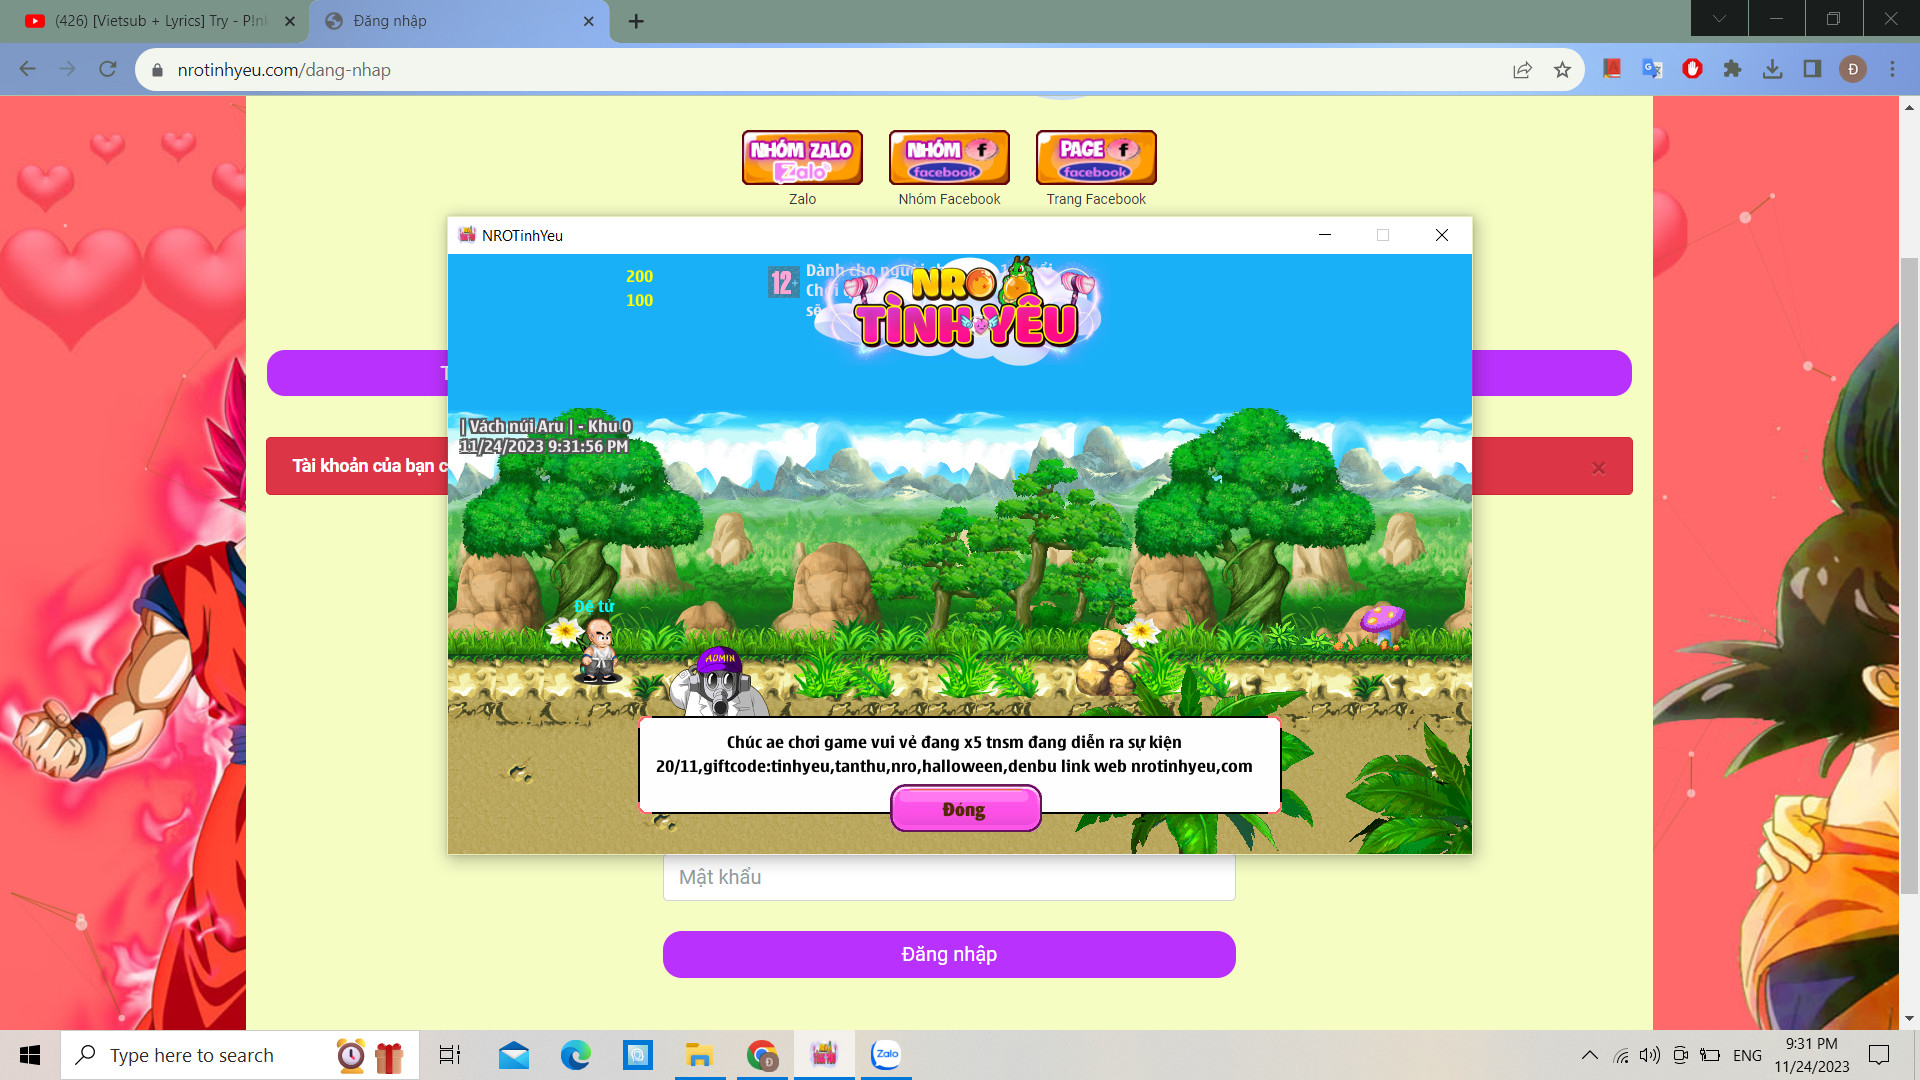 (426) [Vietsub + Lyrics] Try - P!nk
Đăng nhập
nrotinhyeu.com/dang-nhap
Đ
NHÓM ZALO
Zalo
NHÓM f
facebook
PAGE f
facebook
Zalo
Nhóm Facebook
Trang Facebook
NROTinhYeu
200
100
12+
Dành cho người
Chơi
sẽ
NRO
TÌNH YÊU
T
| Vách núi Aru | - Khu 0
11/24/2023 9:31:56 PM
Tài khoản của bạn c
Đệ tử
ADMIN
Chúc ae chơi game vui vẻ đang x5 tnsm đang diễn ra sự kiện
20/11,giftcode:tinhyeu,tanthu,nro,halloween,denbu link web nrotinhyeu,com
Đóng
Mật khẩu
Đăng nhập
Type here to search
Đ
Zalo
ENG
9:31 PM
11/24/2023